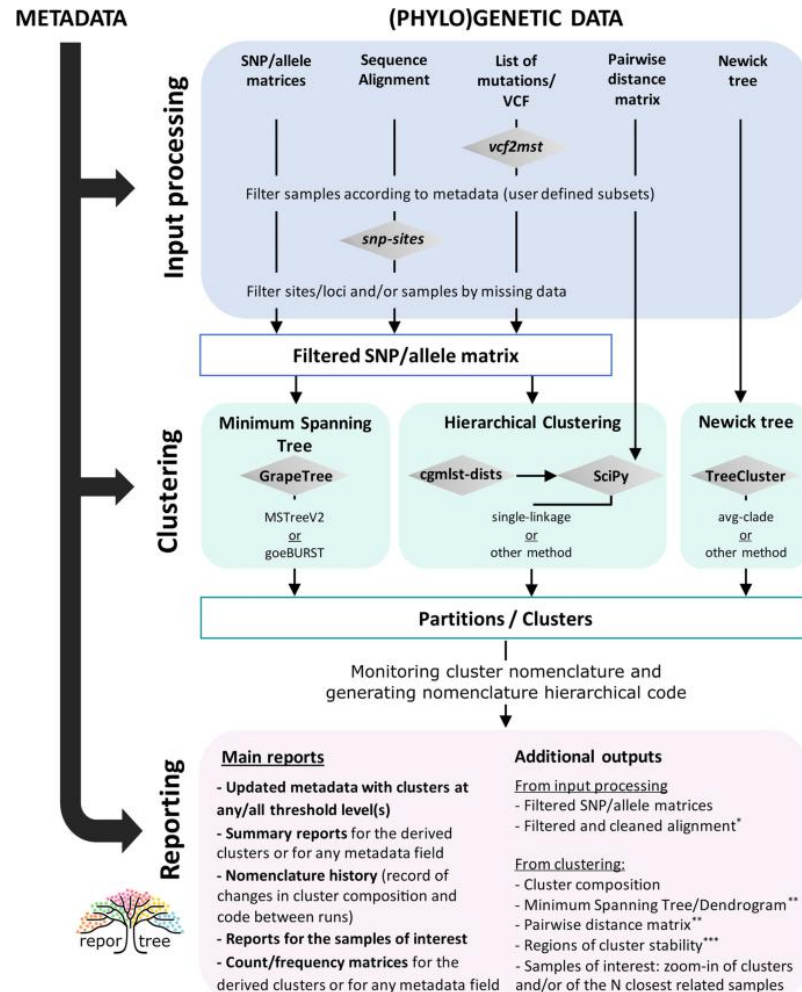 METADATA
(PHYLO)GENETIC DATA
Input processing
SNP/allele
matrices
Sequence
Alignment
List of
mutations/
VCF
Pairwise
distance
matrix
Newick
tree
vcf2mst
Filter samples according to metadata (user defined subsets)
snp-sites
Filter sites/loci and/or samples by missing data
Filtered SNP/allele matrix
Clustering
Minimum Spanning
Tree
GrapeTree
MSTreeV2
or
goeBURST
Hierarchical Clustering
cgmlst-dists
SciPy
single-linkage
or
other method
Newick tree
TreeCluster
avg-clade
or
other method
Partitions / Clusters
Monitoring cluster nomenclature and
generating nomenclature hierarchical code
Reporting
Main reports
- Updated metadata with clusters at
any/all threshold level(s)
- Summary reports for the derived
clusters or for any metadata field
- Nomenclature history (record of
changes in cluster composition and
code between runs)
- Reports for the samples of interest
- Count/frequency matrices for the
derived clusters or for any metadata field
Additional outputs
From input processing
- Filtered SNP/allele matrices
- Filtered and cleaned alignment*
From clustering:
- Cluster composition
- Minimum Spanning Tree/Dendrogram**
- Pairwise distance matrix**
- Regions of cluster stability***
- Samples of interest: zoom-in of clusters
and/or of the N closest related samples
repor tree